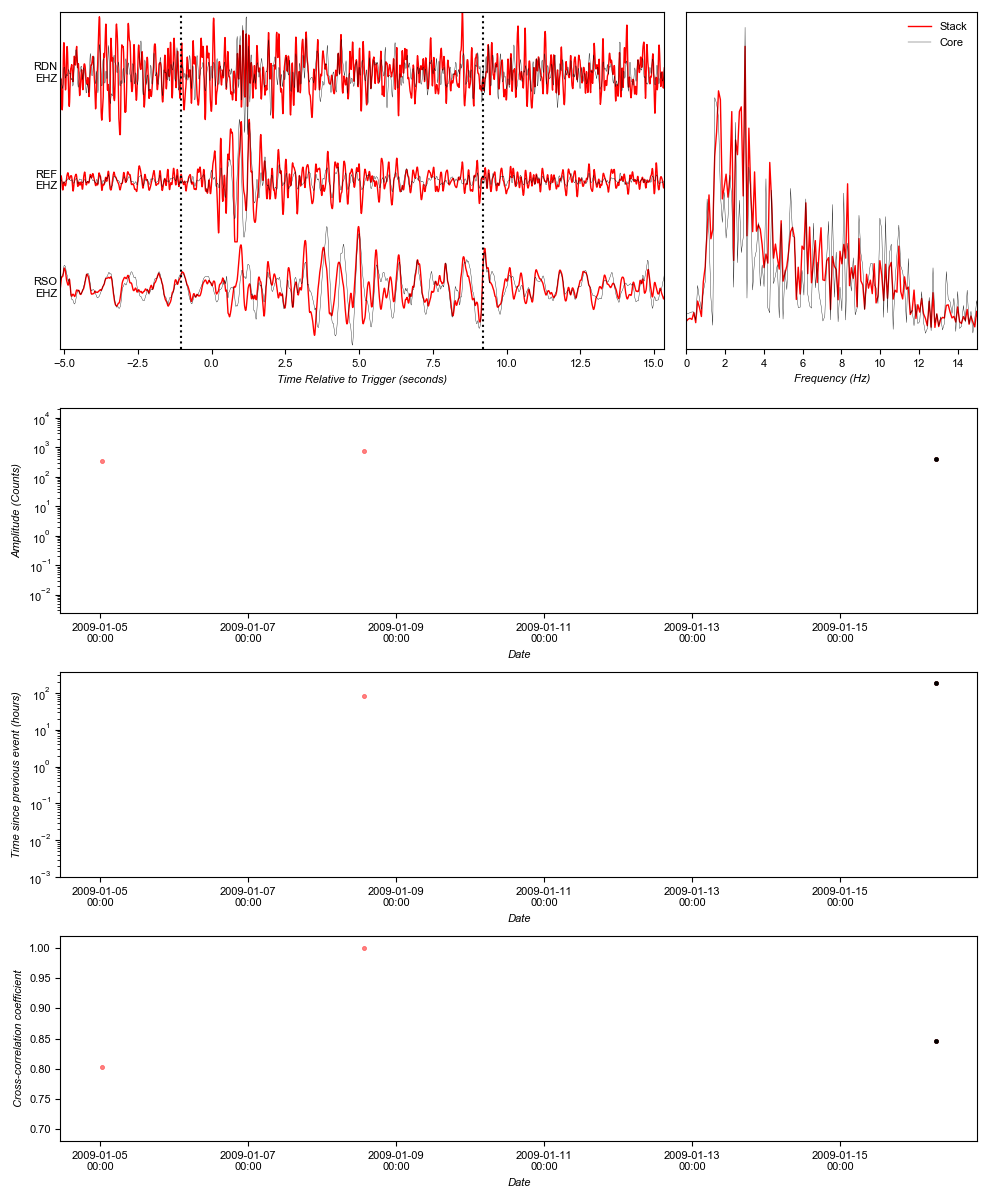 RDN
EHZ
REF
EHZ
RSO
EHZ
−5.0 −2.5 0.0 2.5 5.0 7.5 10.0 12.5 15.0
Time Relative to Trigger (seconds)
Stack
Core
0 2 4 6 8 10 12 14
Frequency (Hz)
10⁴
10³
10²
10¹
10⁰
10⁻¹
10⁻²
Amplitude (Counts)
2009-01-05 2009-01-07 2009-01-09 2009-01-11 2009-01-13 2009-01-15
00:00 00:00 00:00 00:00 00:00 00:00
Date
10²
10¹
10⁰
10⁻¹
10⁻²
10⁻³
Time since previous event (hours)
2009-01-05 2009-01-07 2009-01-09 2009-01-11 2009-01-13 2009-01-15
00:00 00:00 00:00 00:00 00:00 00:00
Date
1.00
0.95
0.90
0.85
0.80
0.75
0.70
Cross-correlation coefficient
2009-01-05 2009-01-07 2009-01-09 2009-01-11 2009-01-13 2009-01-15
00:00 00:00 00:00 00:00 00:00 00:00
Date